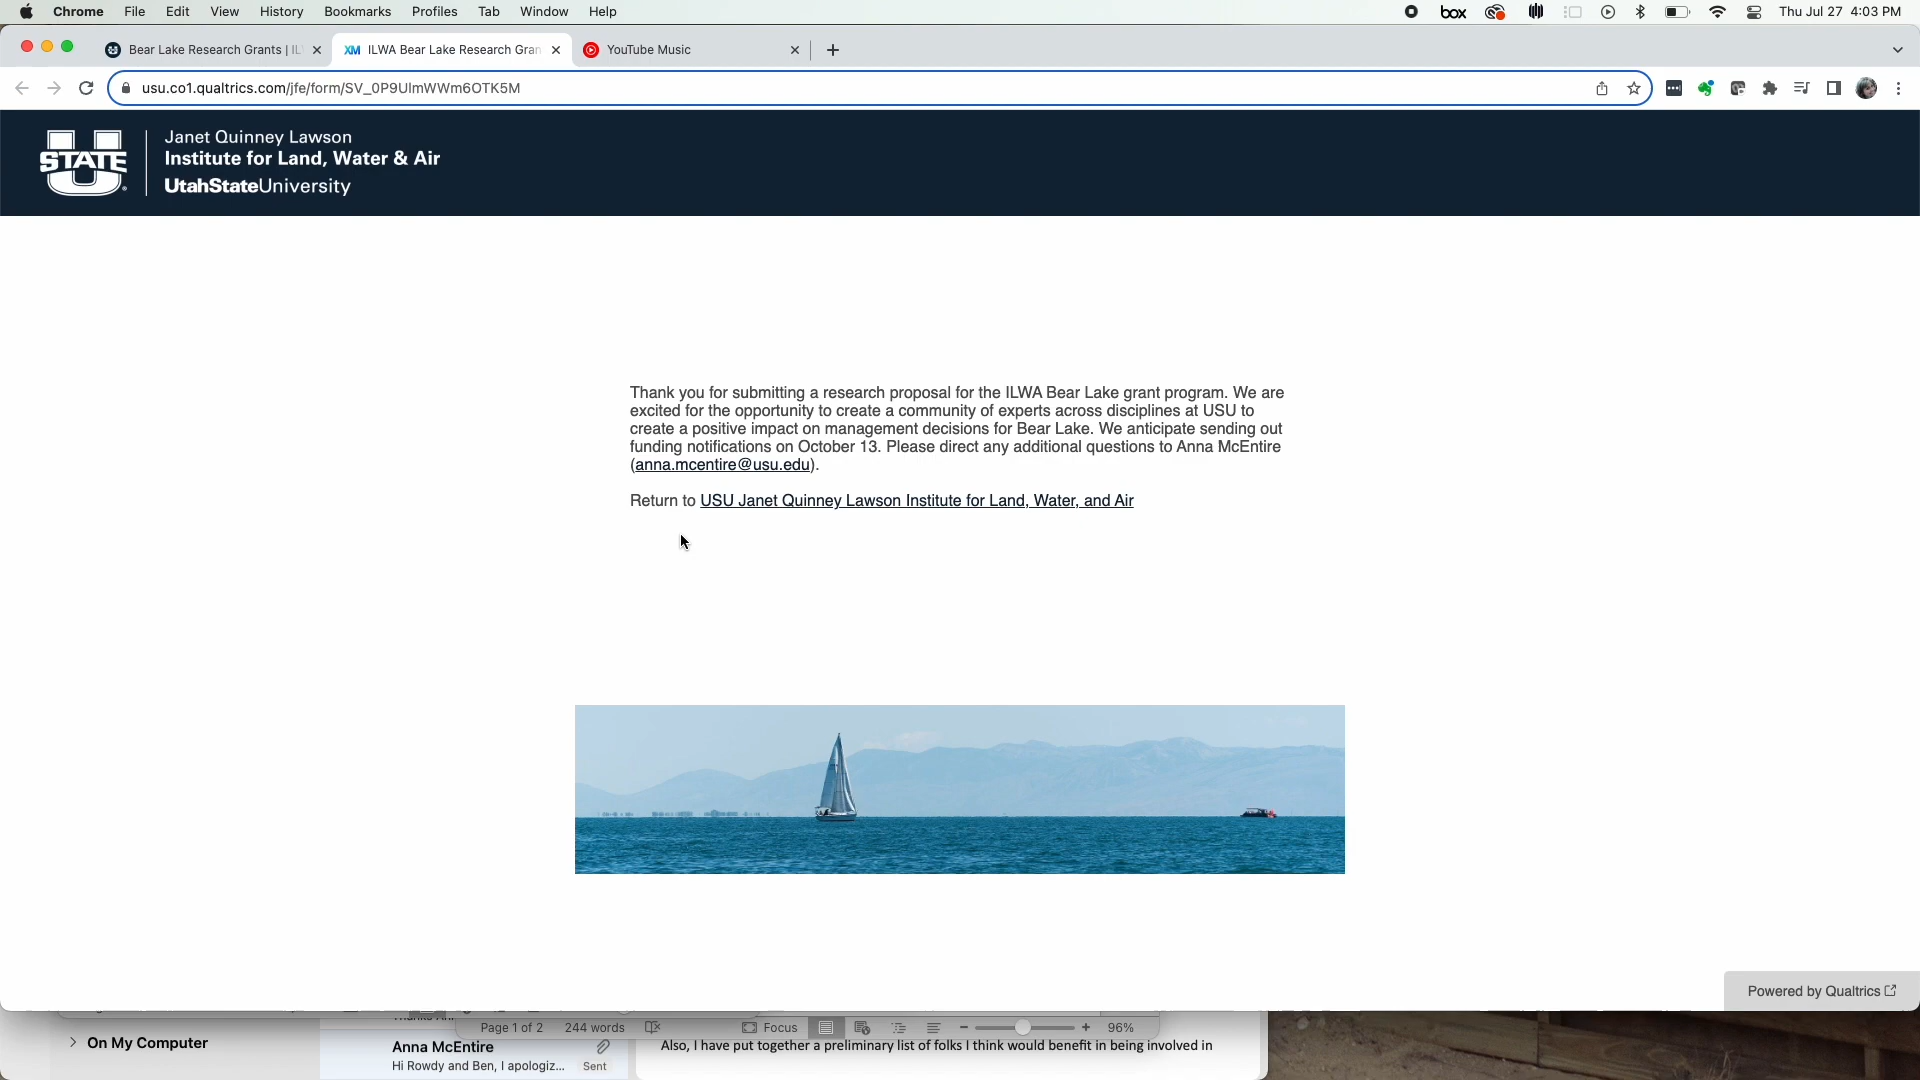 Chrome File Edit View History Bookmarks Profiles Tab Window Help box Thu Jul 27 4:03 PM
Bear Lake Research Grants | IL XM ILWA Bear Lake Research Gran YouTube Music
usu.co1.qualtrics.com/jfe/form/SV_0P9UlmWWm6OTK5M
U STATE
Janet Quinney Lawson
Institute for Land, Water & Air
UtahStateUniversity
Thank you for submitting a research proposal for the ILWA Bear Lake grant program. We are
excited for the opportunity to create a community of experts across disciplines at USU to
create a positive impact on management decisions for Bear Lake. We anticipate sending out
funding notifications on October 13. Please direct any additional questions to Anna McEntire
(anna.mcentire@usu.edu).
Return to USU Janet Quinney Lawson Institute for Land, Water, and Air
Powered by Qualtrics
Page 1 of 2 244 words Focus 96%
On My Computer
Anna McEntire
Also, I have put together a preliminary list of folks I think would benefit in being involved in
Hi Rowdy and Ben, I apologiz... Sent